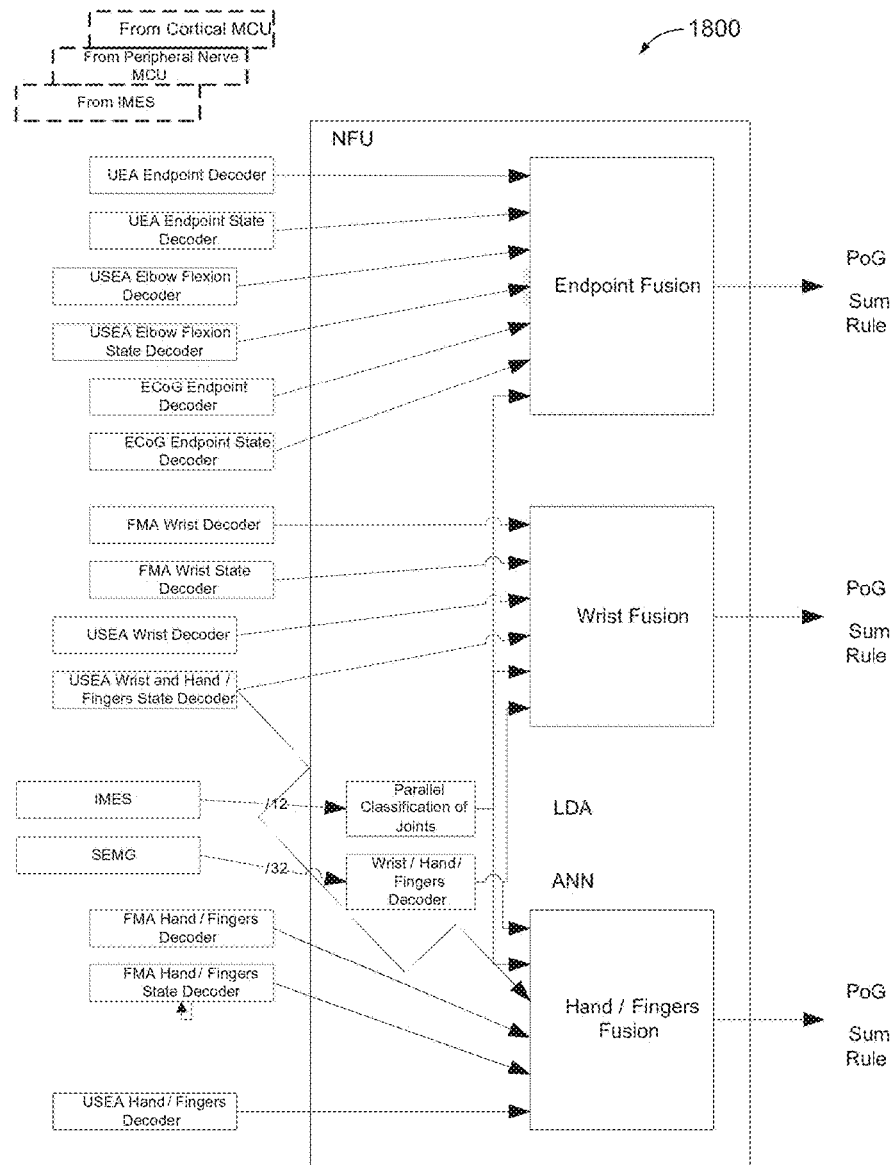 From Cortical MCU
1800
From Peripheral Nerve
MCU
From IMES
NFU
UEA Endpoint Decoder
UEA Endpoint State
Decoder
USEA Elbow Flexion
Decoder
USEA Elbow Flexion
State Decoder
ECoG Endpoint
Decoder
ECoG Endpoint State
Decoder
Endpoint Fusion
PoG
Sum
Rule
FMA Wrist Decoder
FMA Wrist State
Decoder
USEA Wrist Decoder
USEA Wrist and Hand /
Fingers State Decoder
Wrist Fusion
PoG
Sum
Rule
IMES
/12
Parallel
Classification of
Joints
LDA
SEMG
/32
Wrist / Hand /
Fingers
Decoder
ANN
FMA Hand / Fingers
Decoder
FMA Hand / Fingers
State Decoder
USEA Hand / Fingers
Decoder
Hand / Fingers
Fusion
PoG
Sum
Rule